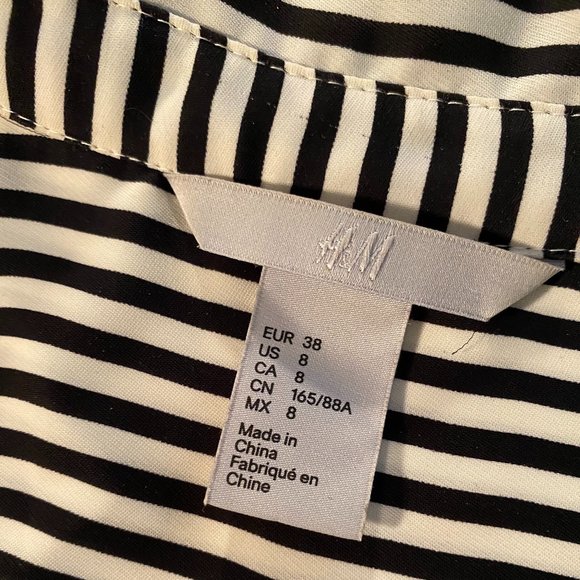 H&M
EUR 38
US 8
CA 8
CN 165/88A
MX 8
Made in
China
Fabriqué en
Chine